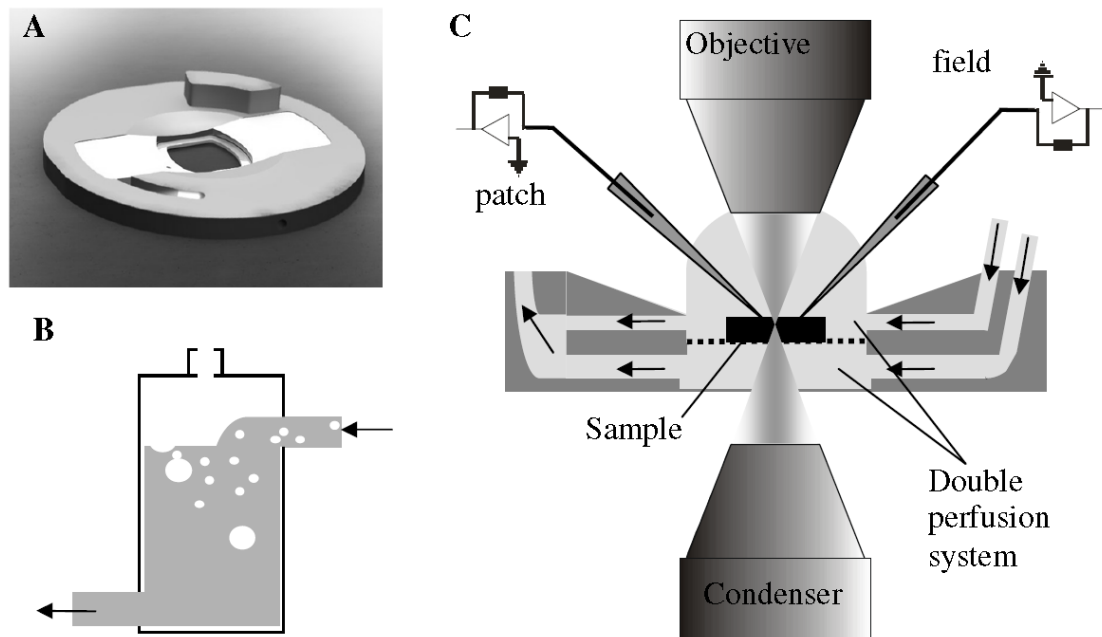 A
B
C
Objective
field
patch
Sample
Double
perfusion
system
Condenser